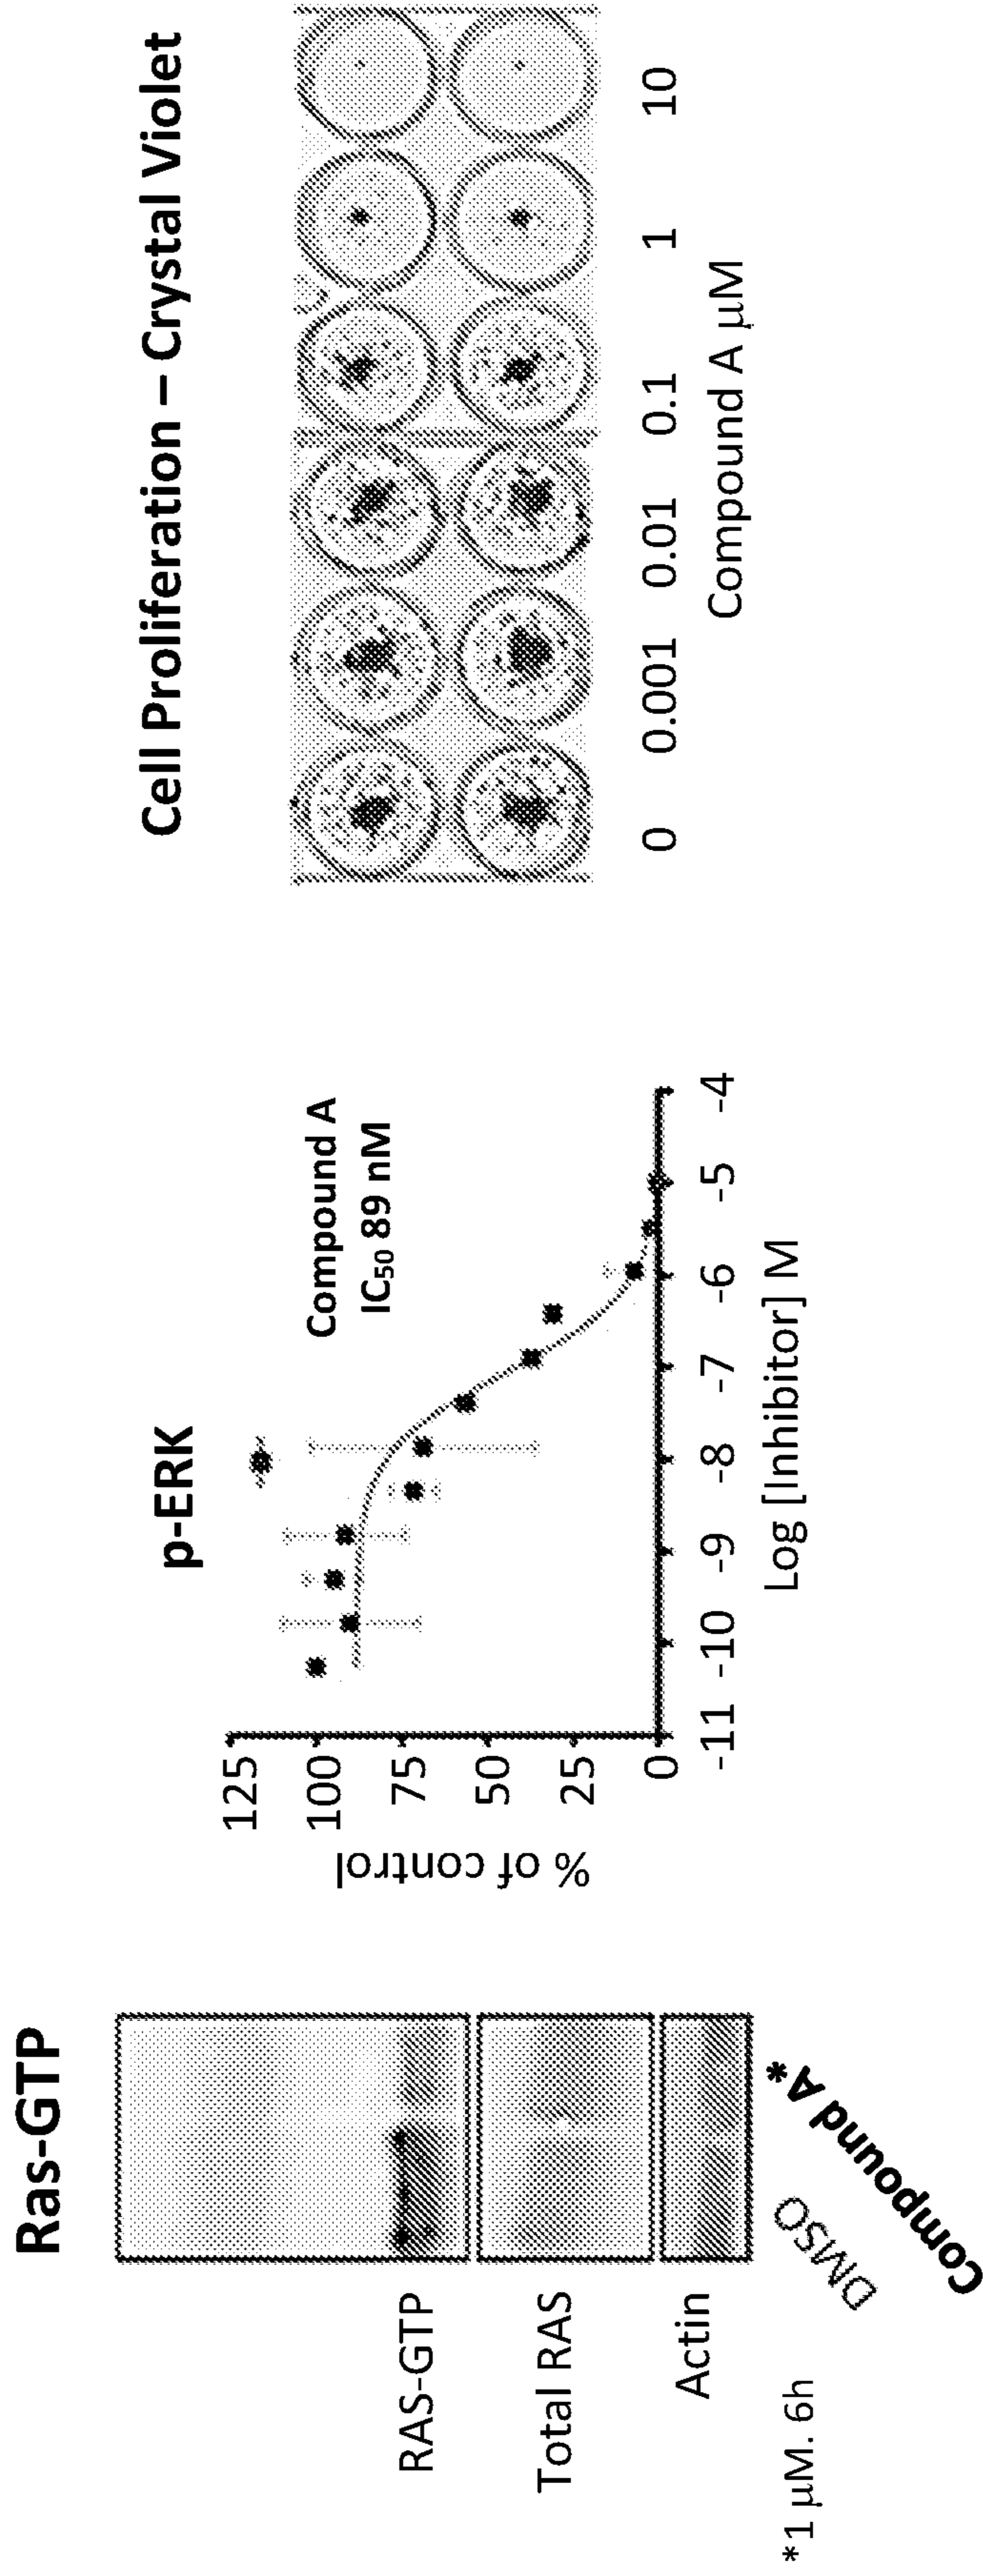 Ras-GTP
RAS-GTP
Total RAS
Actin
DMSO
Compound A*
*1 μM. 6h
p-ERK
Compound A
IC₅₀ 89 nM
% of control
125
100
75
50
25
0
-11 -10 -9 -8 -7 -6 -5 -4
Log [Inhibitor] M
Cell Proliferation – Crystal Violet
0 0.001 0.01 0.1 1 10
Compound A μM